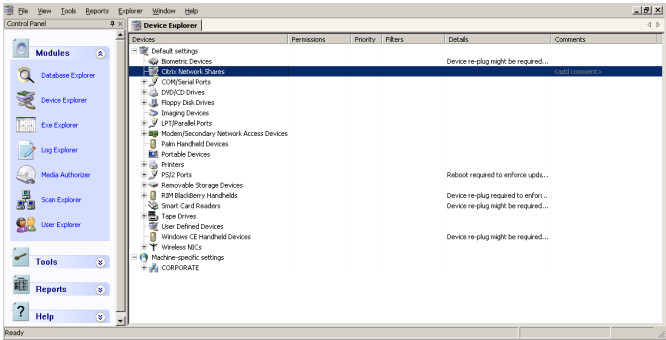 File View Tools Reports Explorer Window Help
Control Panel
Device Explorer
Modules
Database Explorer
Device Explorer
Exe Explorer
Log Explorer
Media Authorizer
Scan Explorer
User Explorer
Tools
Reports
Help
Devices Permissions Priority Filters Details Comments
Default settings
Biometric Devices Device re-plug might be required...
Citrix Network Shares <add comment>
COM/Serial Ports
DVD/CD Drives
Floppy Disk Drives
Imaging Devices
LPT/Parallel Ports
Modem/Secondary Network Access Devices
Palm Handheld Devices
Portable Devices
Printers
PS/2 Ports Reboot required to enforce upda...
Removable Storage Devices
RIM BlackBerry Handhelds Device re-plug required to enforc...
Smart Card Readers Device re-plug might be required...
Tape Drives
User Defined Devices
Windows CE Handheld Devices Device re-plug might be required...
Wireless NICs
Machine-specific settings
CORPORATE
Ready